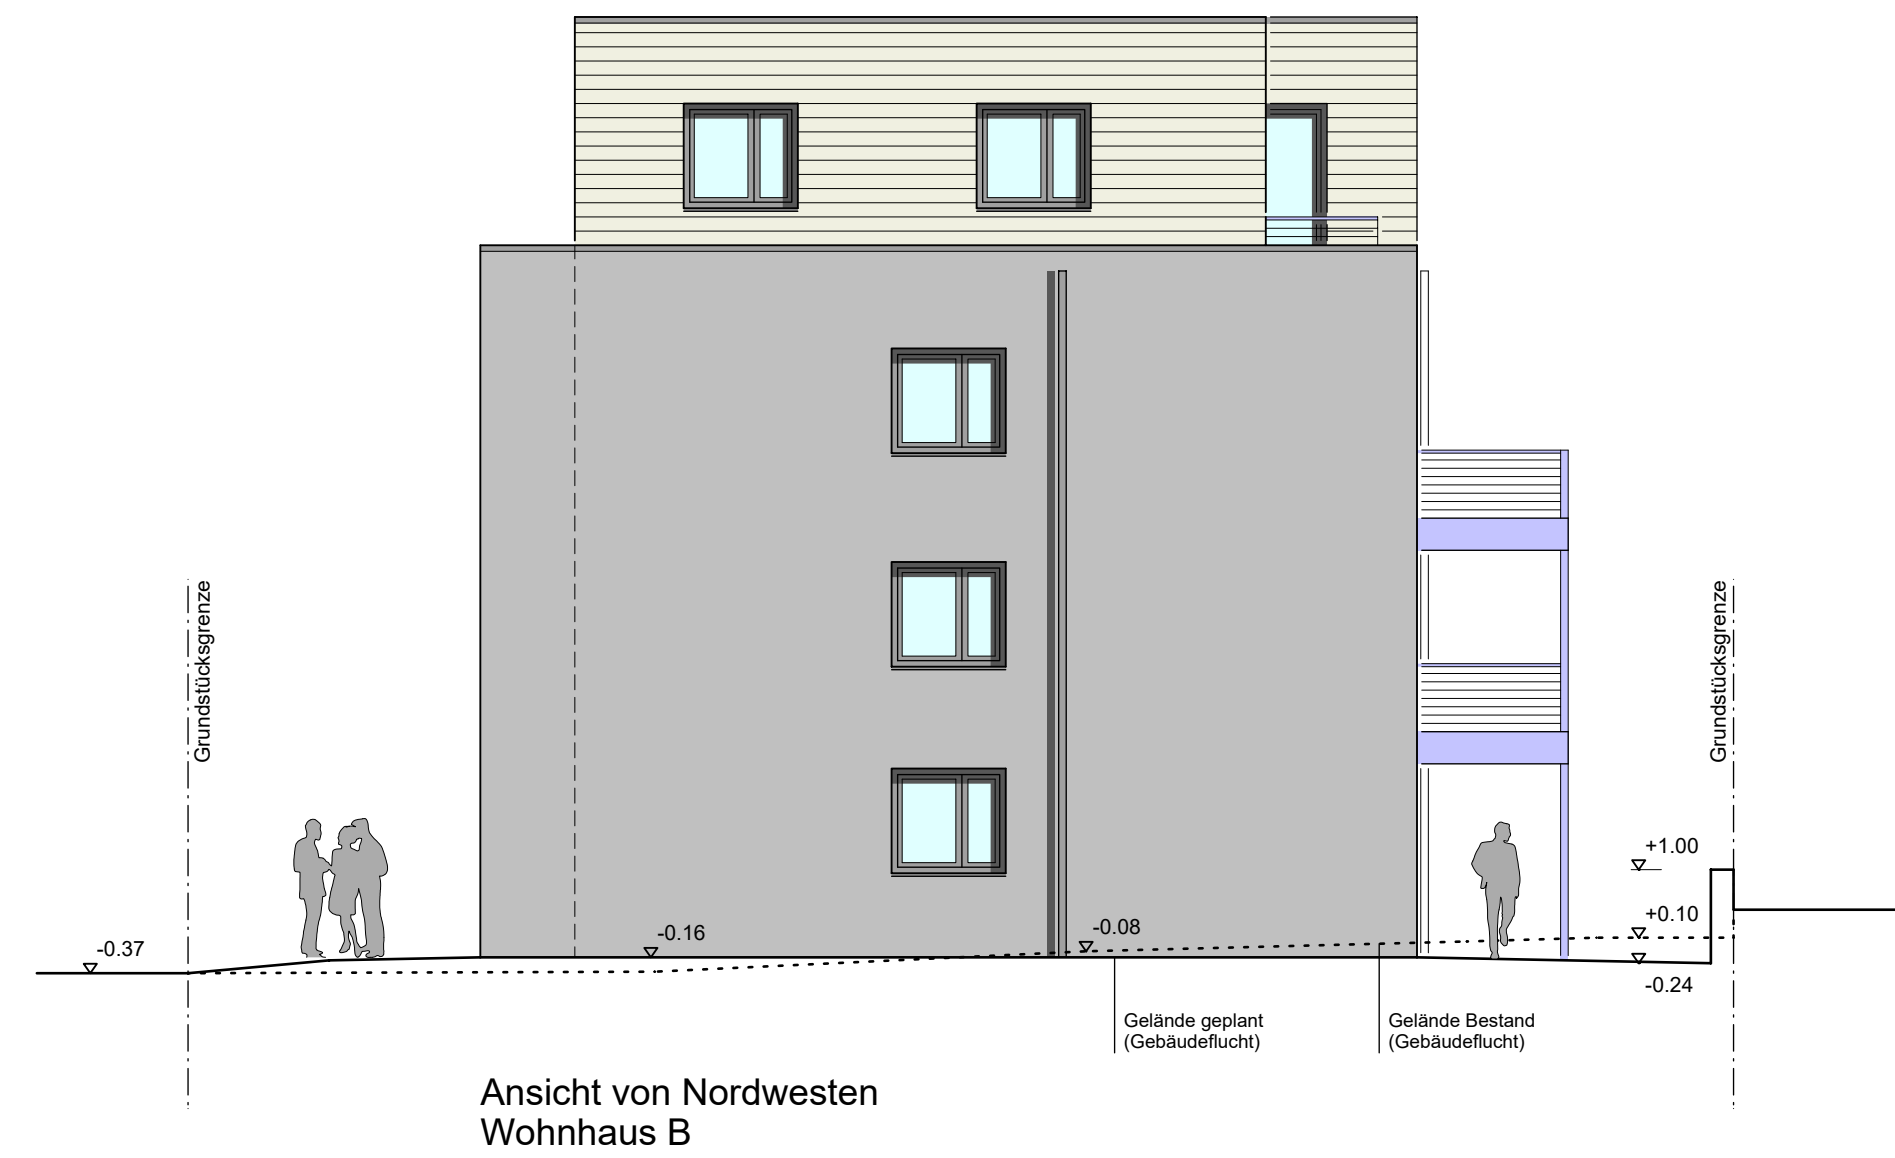 Grundstücksgrenze
Grundstücksgrenze
+1.00
+0.10
-0.08
-0.16
-0.37
-0.24
Gelände geplant
(Gebäudeflucht)
Gelände Bestand
(Gebäudeflucht)
Ansicht von Nordwesten
Wohnhaus B